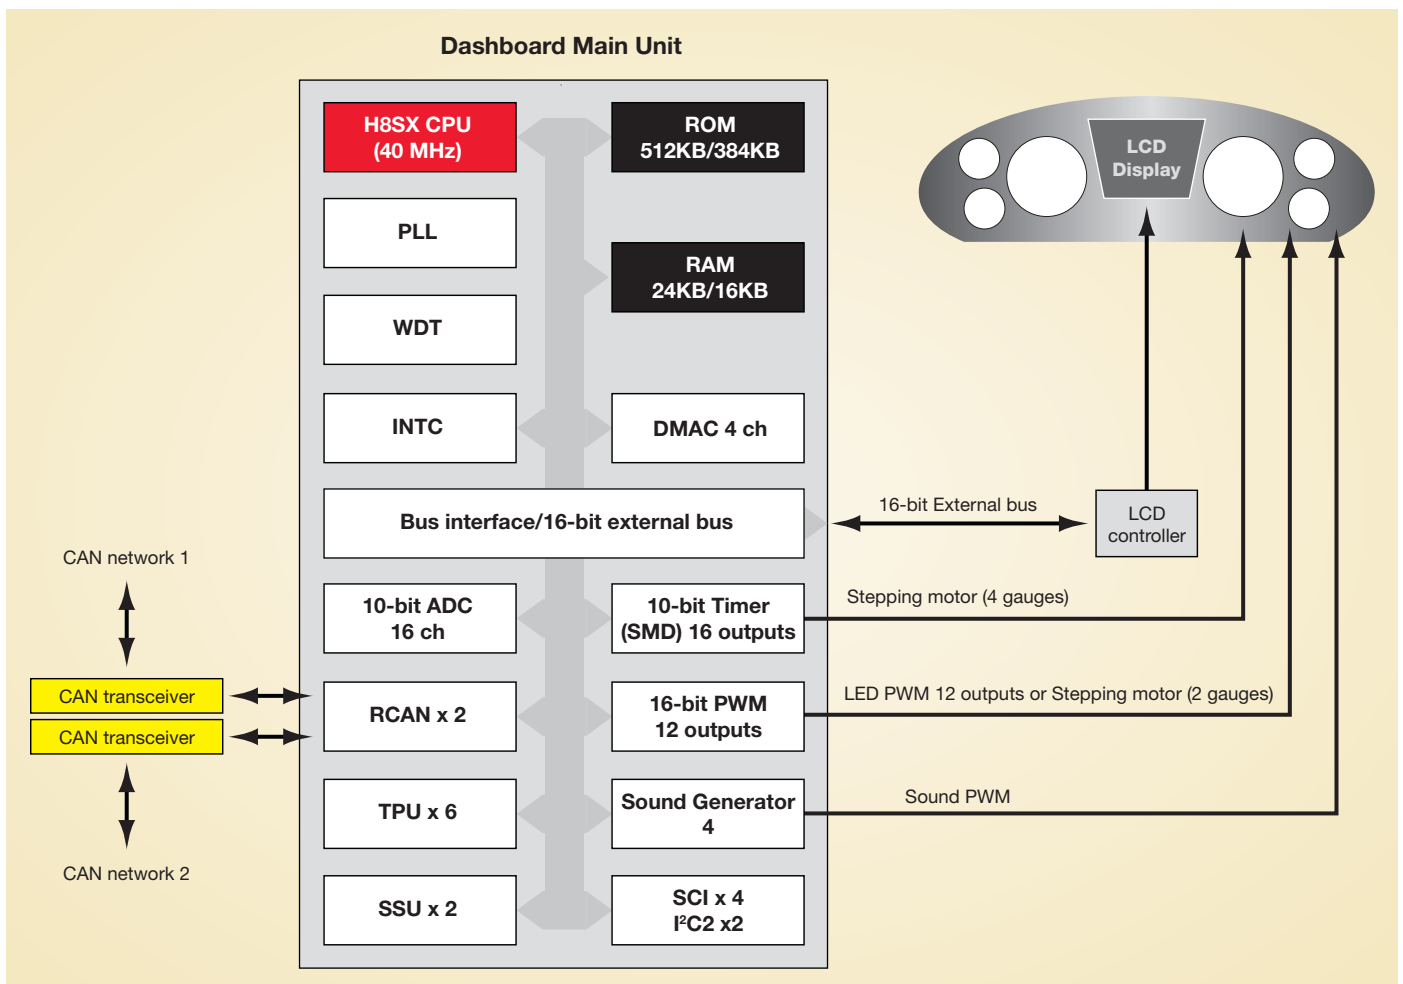 Dashboard Main Unit
H8SX CPU
(40 MHz)
ROM
512KB/384KB
PLL
RAM
24KB/16KB
WDT
INTC
DMAC 4 ch
Bus interface/16-bit external bus
10-bit ADC
16 ch
10-bit Timer
(SMD) 16 outputs
RCAN x 2
16-bit PWM
12 outputs
TPU x 6
Sound Generator
4
SSU x 2
SCI x 4
I²C2 x2
CAN network 1
CAN transceiver
CAN transceiver
CAN network 2
LCD
Display
16-bit External bus
LCD
controller
Stepping motor (4 gauges)
LED PWM 12 outputs or Stepping motor (2 gauges)
Sound PWM